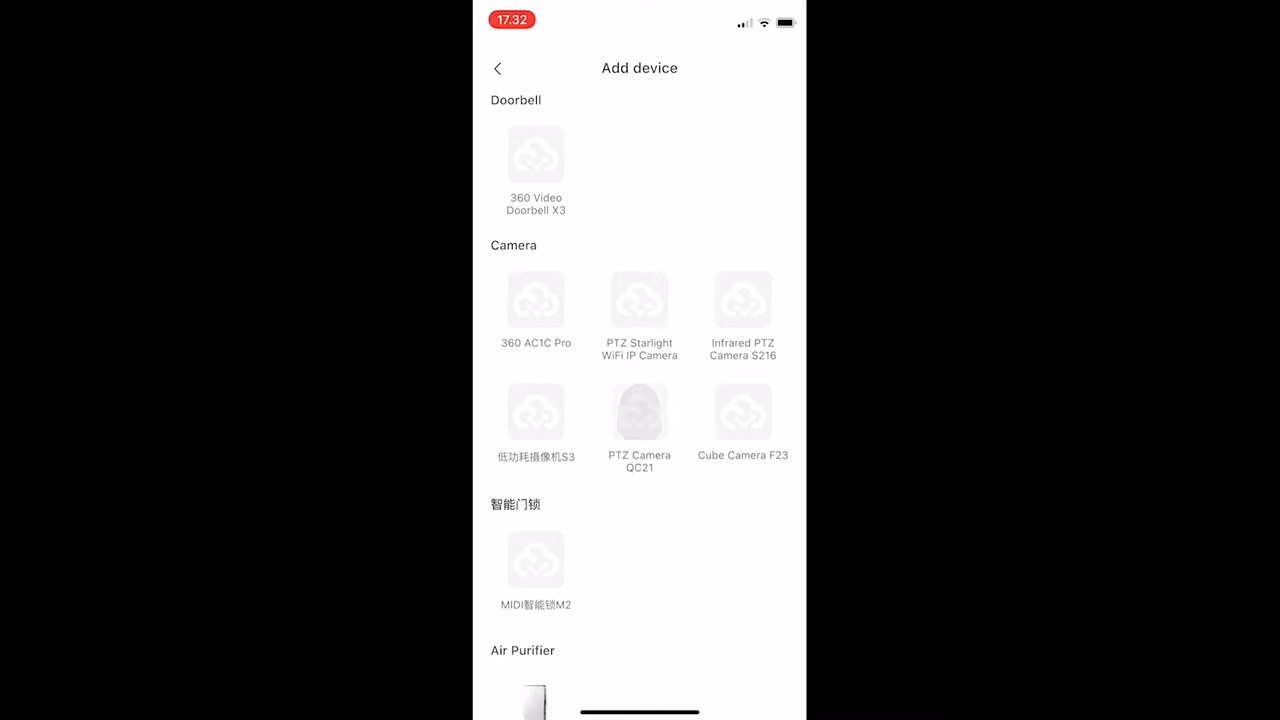 17.32
Add device
Doorbell
360 Video
Doorbell X3
Camera
360 AC1C Pro
PTZ Starlight
WiFi IP Camera
Infrared PTZ
Camera S216
低功耗摄像机S3
PTZ Camera
QC21
Cube Camera F23
智能门锁
MIDI智能锁M2
Air Purifier